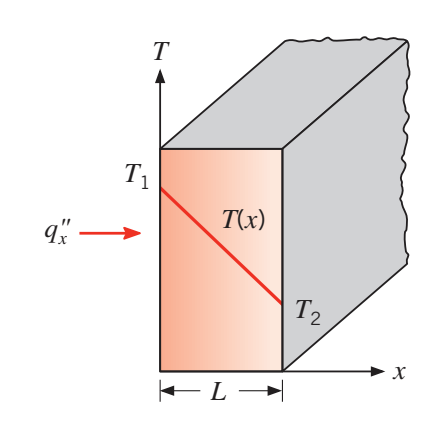 T
T₁
T(x)
q″ₓ
T₂
x
L